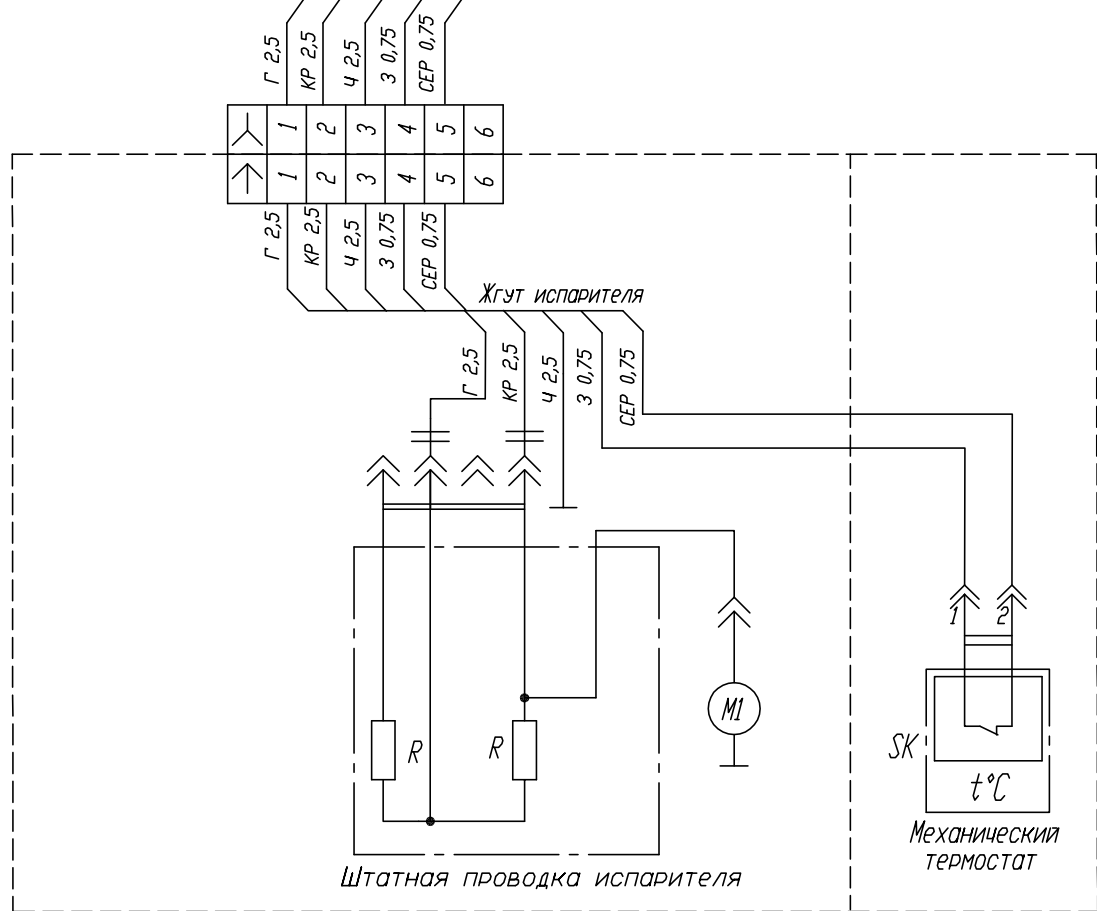 Г 2,5
КР 2,5
Ч 2,5
З 0,75
СЕР 0,75
1 2 3 4 5 6
1 2 3 4 5 6
Г 2,5
КР 2,5
Ч 2,5
З 0,75
СЕР 0,75
Жгут испарителя
Г 2,5
КР 2,5
Ч 2,5
З 0,75
СЕР 0,75
1 2
М1
R
R
SK
t°C
Механический
термостат
Штатная проводка испарителя